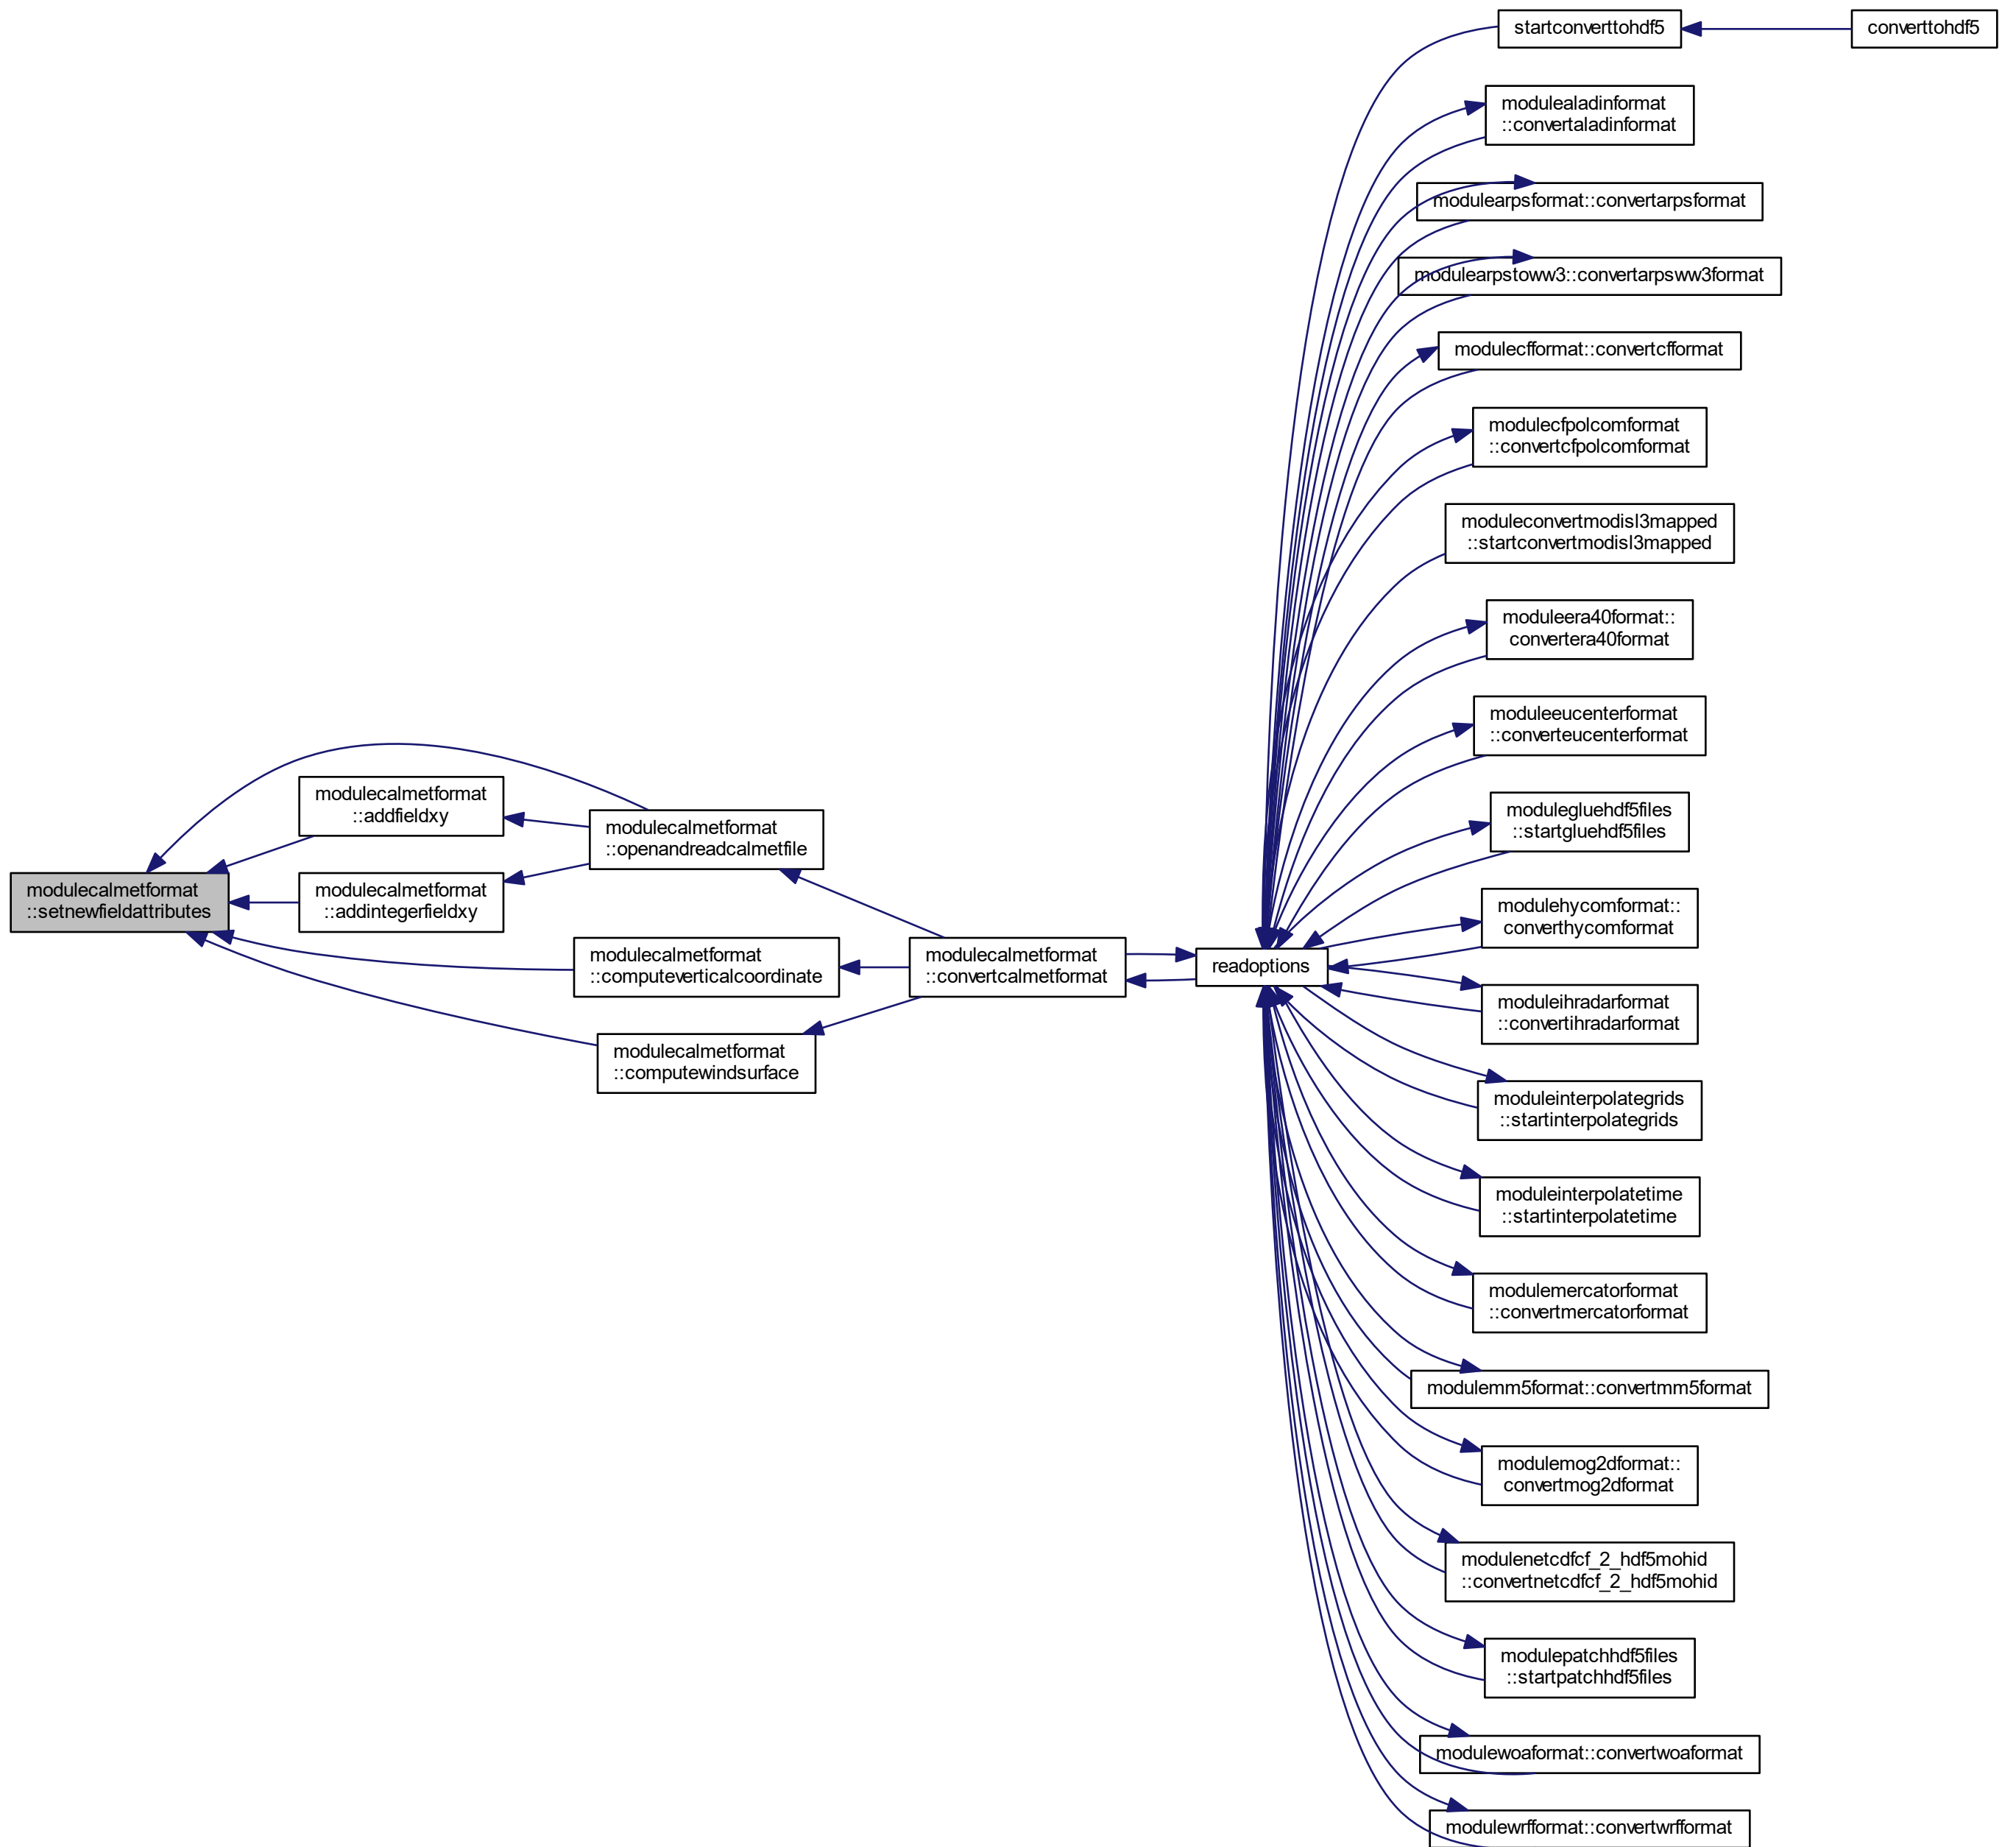 startconverttohdf5
converttohdf5
modulealadinformat
::convertaladinformat
modulearpsformat::convertarpsformat
modulearpstoww3::convertarpsww3format
modulecfformat::convertcfformat
modulecfpolcomformat
::convertcfpolcomformat
moduleconvertmodisl3mapped
::startconvertmodisl3mapped
moduleera40format::
convertera40format
moduleeucenterformat
::converteucenterformat
modulecalmetformat
::addfieldxy
modulecalmetformat
::openandreadcalmetfile
modulegluehdf5files
::startgluehdf5files
modulecalmetformat
::setnewfieldattributes
modulecalmetformat
::addintegerfieldxy
modulehycomformat::
converthycomformat
modulecalmetformat
::computeverticalcoordinate
modulecalmetformat
::convertcalmetformat
readoptions
moduleihradarformat
::convertihradarformat
modulecalmetformat
::computewindsurface
moduleinterpolategrids
::startinterpolategrids
moduleinterpolatetime
::startinterpolatetime
modulemercatorformat
::convertmercatorformat
modulemm5format::convertmm5format
modulemog2dformat::
convertmog2dformat
modulenetcdfcf_2_hdf5mohid
::convertnetcdfcf_2_hdf5mohid
modulepatchhdf5files
::startpatchhdf5files
modulewoaformat::convertwoaformat
modulewrfformat::convertwrfformat